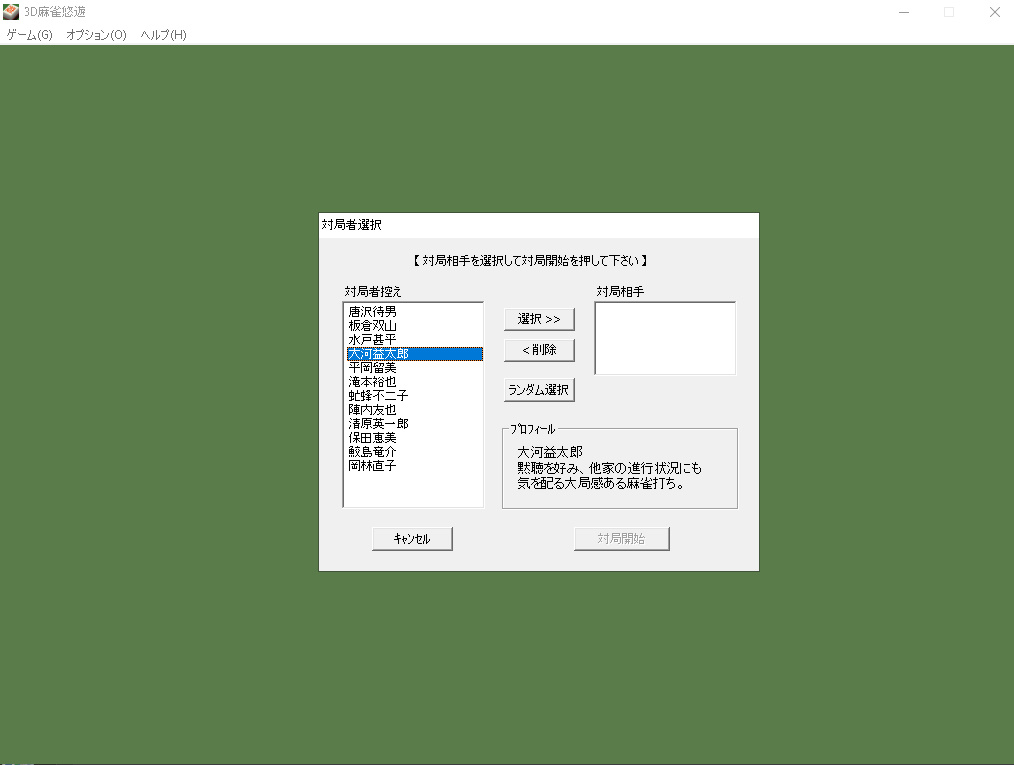 3D麻雀悠遊
ゲーム(G) オプション(O) ヘルプ(H)
対局者選択
【 対局相手を選択して対局開始を押して下さい 】
対局者控え
対局相手
唐沢待男
板倉双山
水戸甚平
大河益太郎
平岡留美
滝本裕也
虻蜂不二子
陣内友也
清原英一郎
保田恵美
鮫島竜介
岡林直子
選択 >>
< 削除
ランダム選択
プロフィール
大河益太郎
黙聴を好み、他家の進行状況にも
気を配る大局感ある麻雀打ち。
キャンセル
対局開始